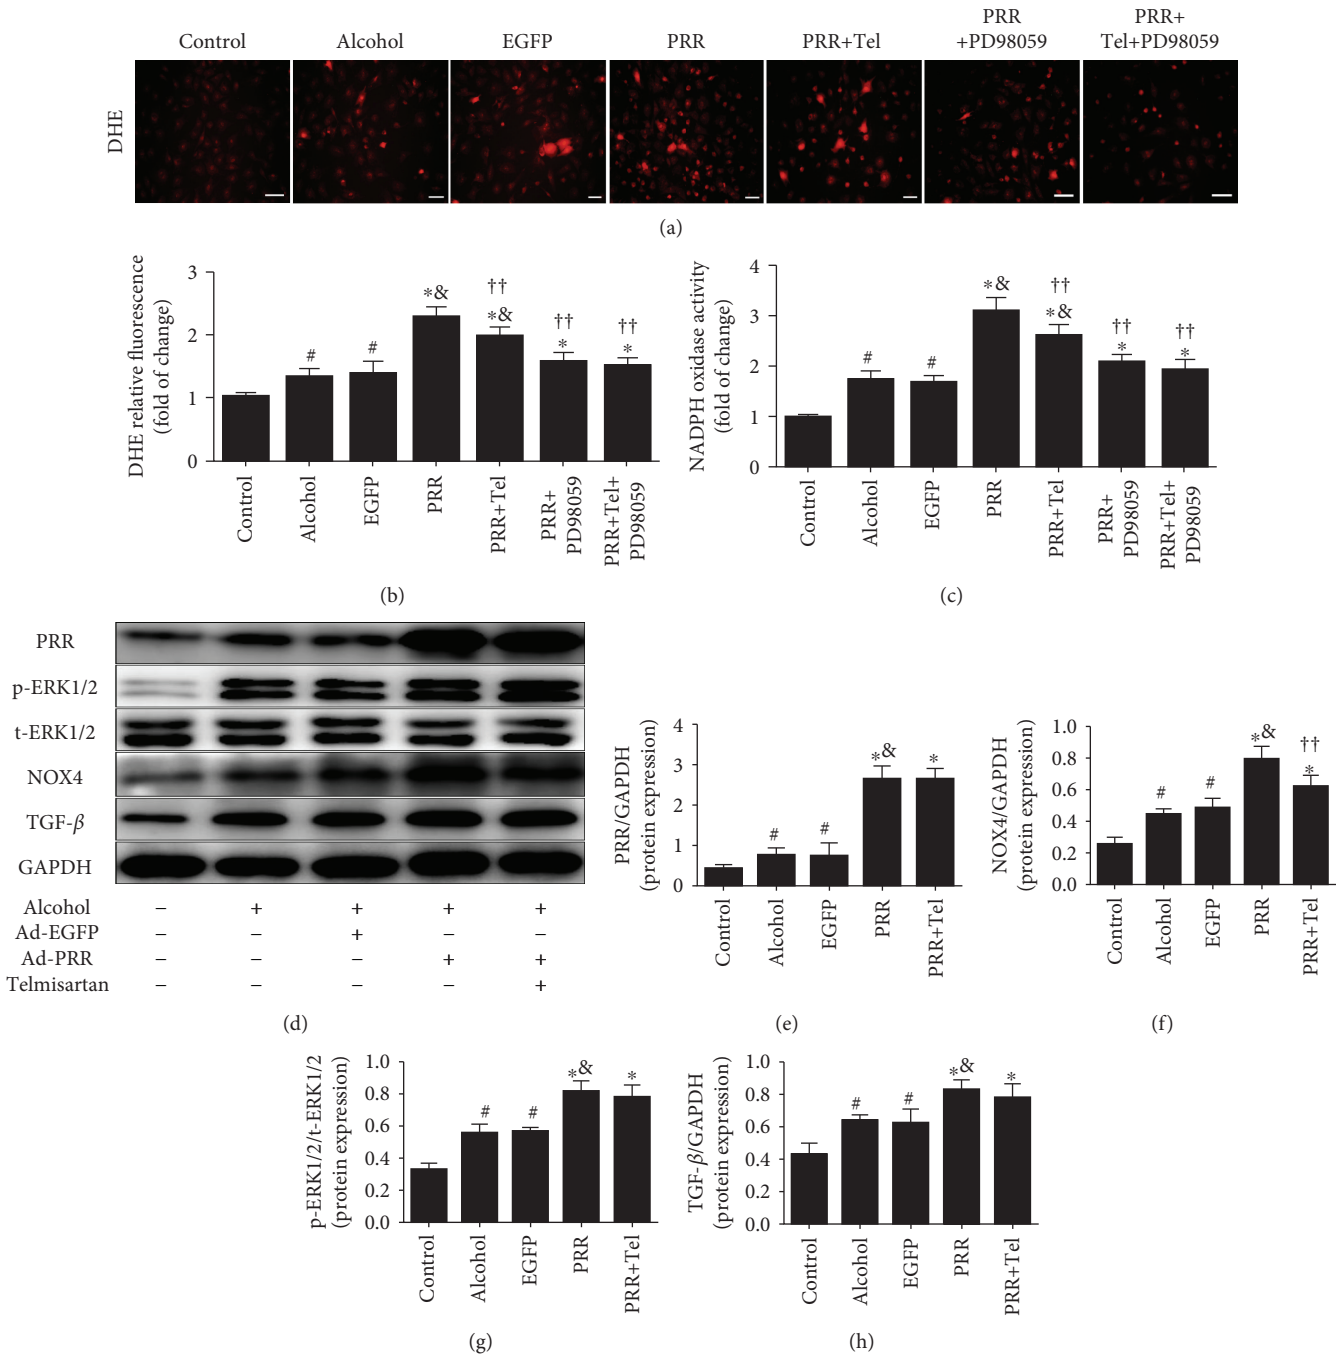 Control Alcohol EGFP PRR PRR+Tel PRR +PD98059 PRR+ Tel+PD98059
DHE
(a)
DHE relative fluorescence
(fold of change)
3
2
1
0
#
#
*&
††
*&
††
*
††
*
Control
Alcohol
EGFP
PRR
PRR+Tel
PRR+
PD98059
PRR+Tel+
PD98059
(b)
NADPH oxidase activity
(fold of change)
4
3
2
1
0
#
#
*&
††
*&
††
*
††
*
Control
Alcohol
EGFP
PRR
PRR+Tel
PRR+
PD98059
PRR+Tel+
PD98059
(c)
PRR
p-ERK1/2
t-ERK1/2
NOX4
TGF-β
GAPDH
Alcohol − + + + +
Ad-EGFP − − + − −
Ad-PRR − − − + +
Telmisartan − − − − +
(d)
PRR/GAPDH
(protein expression)
4
3
2
1
0
#
#
*&
*
Control
Alcohol
EGFP
PRR
PRR+Tel
(e)
NOX4/GAPDH
(protein expression)
1.0
0.8
0.6
0.4
0.2
0.0
#
#
*&
††
*
Control
Alcohol
EGFP
PRR
PRR+Tel
(f)
p-ERK1/2/t-ERK1/2
(protein expression)
1.0
0.8
0.6
0.4
0.2
0.0
#
#
*&
*
Control
Alcohol
EGFP
PRR
PRR+Tel
(g)
TGF-β/GAPDH
(protein expression)
1.0
0.8
0.6
0.4
0.2
0.0
#
#
*&
*
Control
Alcohol
EGFP
PRR
PRR+Tel
(h)